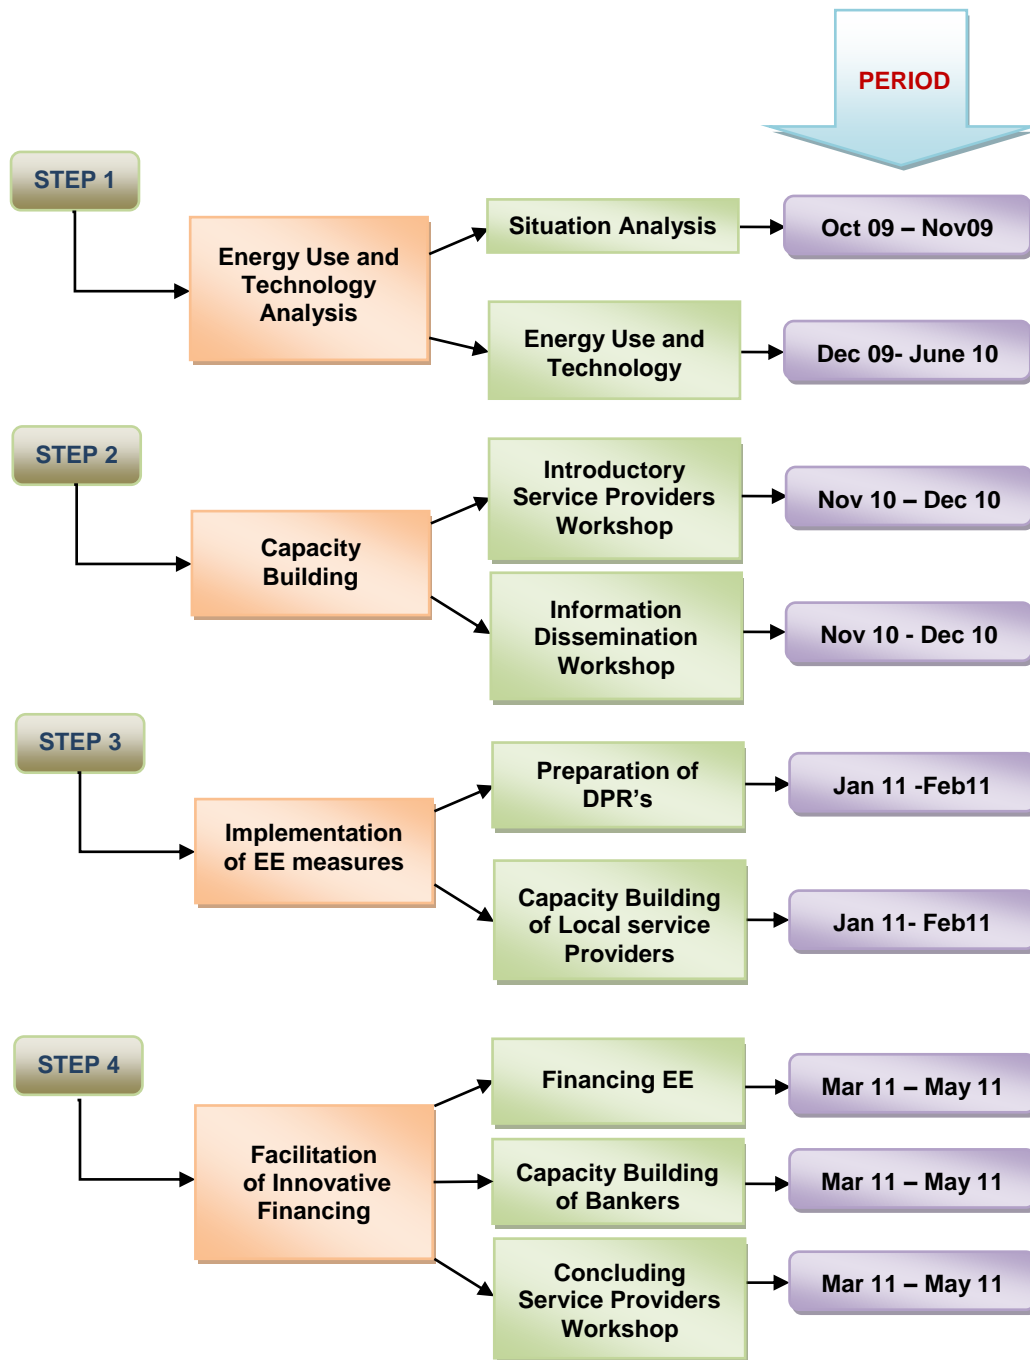 PERIOD
STEP 1
Energy Use and
Technology
Analysis
Situation Analysis
Oct 09 – Nov09
Energy Use and
Technology
Dec 09- June 10
STEP 2
Capacity
Building
Introductory
Service Providers
Workshop
Nov 10 – Dec 10
Information
Dissemination
Workshop
Nov 10 - Dec 10
STEP 3
Implementation
of EE measures
Preparation of
DPR's
Jan 11 -Feb11
Capacity Building
of Local service
Providers
Jan 11- Feb11
STEP 4
Facilitation
of Innovative
Financing
Financing EE
Mar 11 – May 11
Capacity Building
of Bankers
Mar 11 – May 11
Concluding
Service Providers
Workshop
Mar 11 – May 11